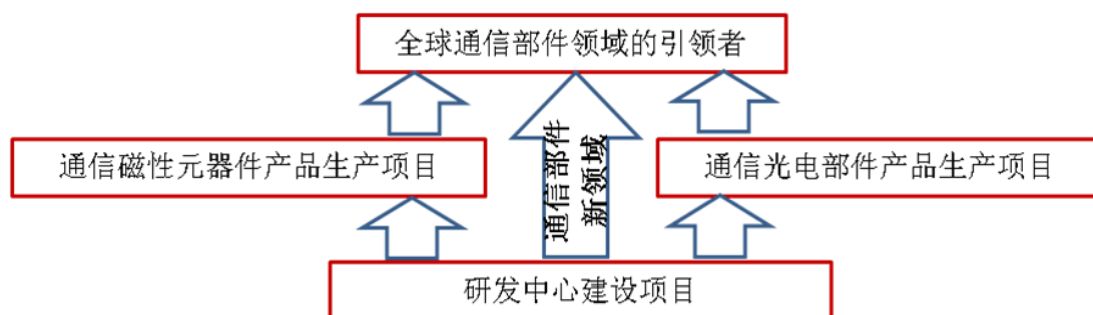 全球通信部件领域的引领者
通信部件
新领域
通信磁性元器件产品生产项目
通信光电部件产品生产项目
研发中心建设项目